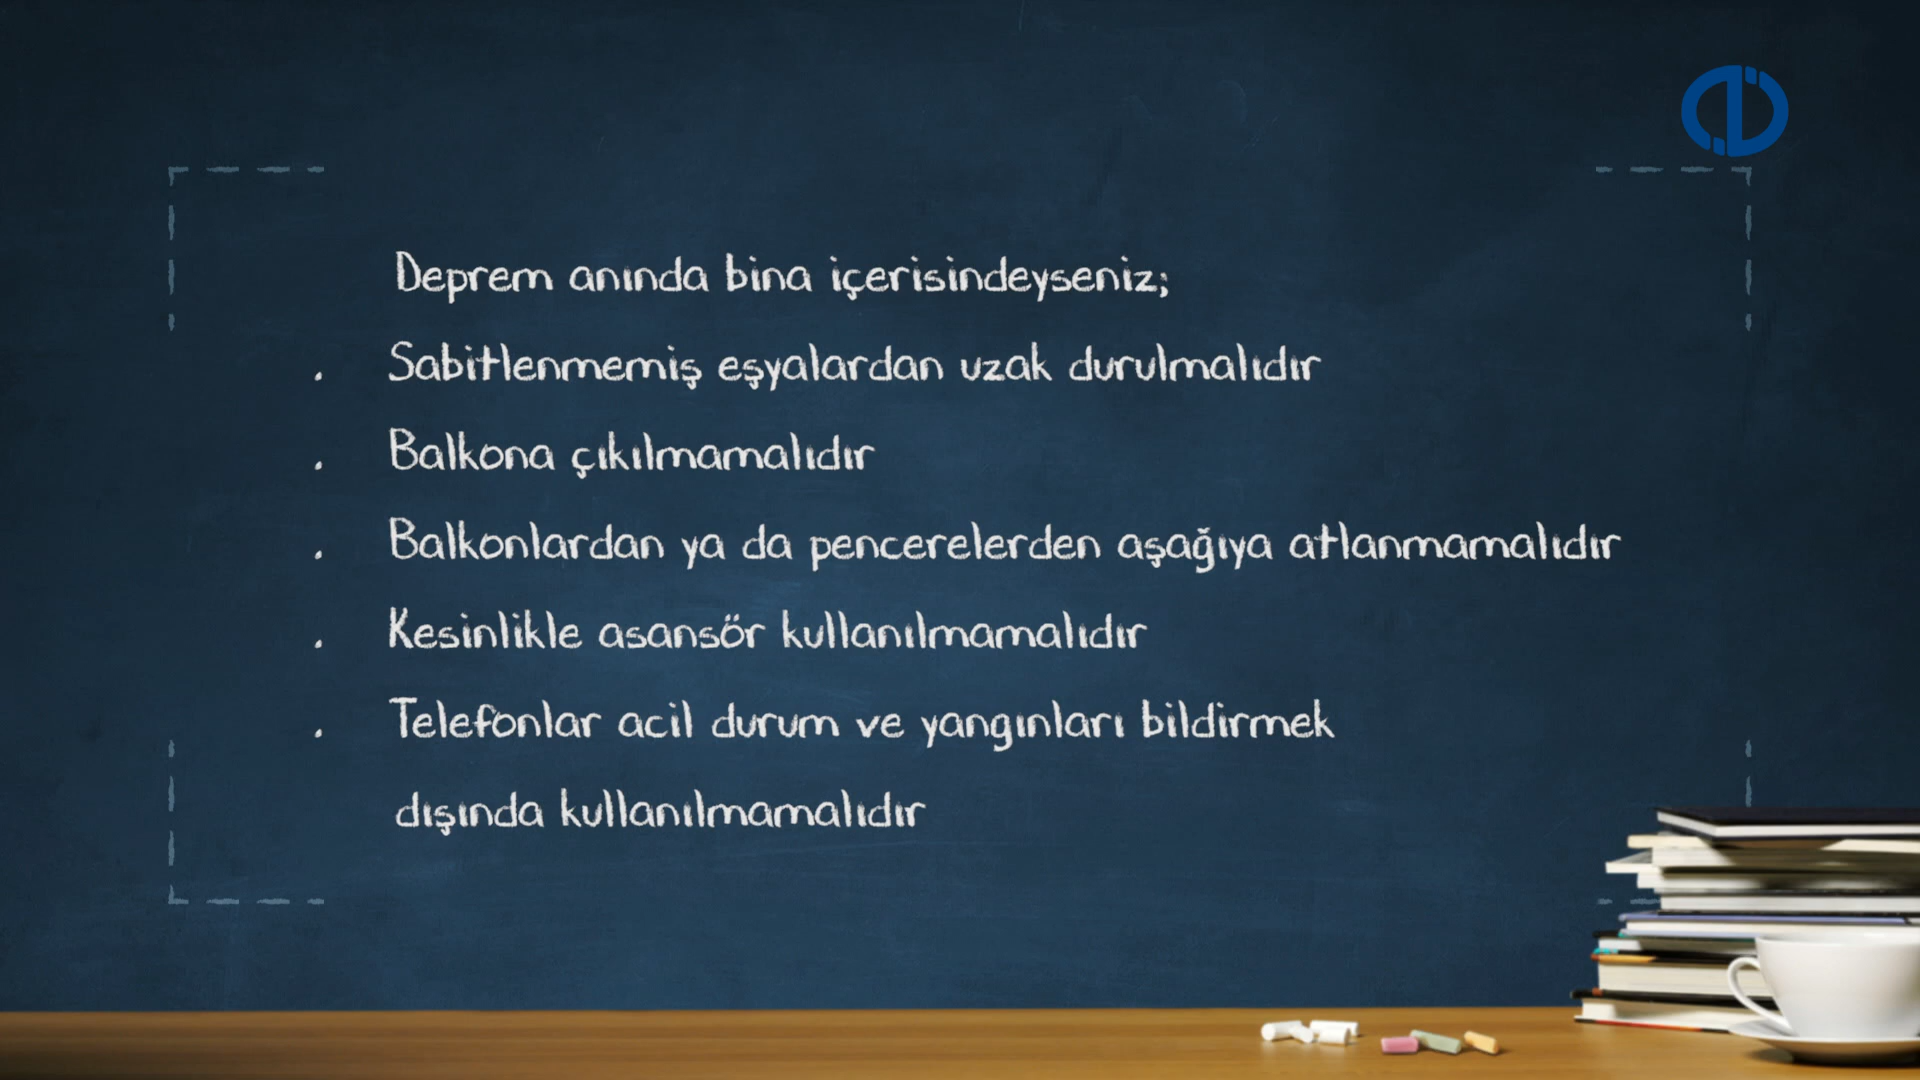 Deprem anında bina içerisindeyseniz;
. Sabitlenmemiş eşyalardan uzak durulmalıdır
. Balkona çıkılmamalıdır
. Balkonlardan ya da pencerelerden aşağıya atlanmamalıdır
. Kesinlikle asansör kullanılmamalıdır
. Telefonlar acil durum ve yangınları bildirmek
dışında kullanılmamalıdır